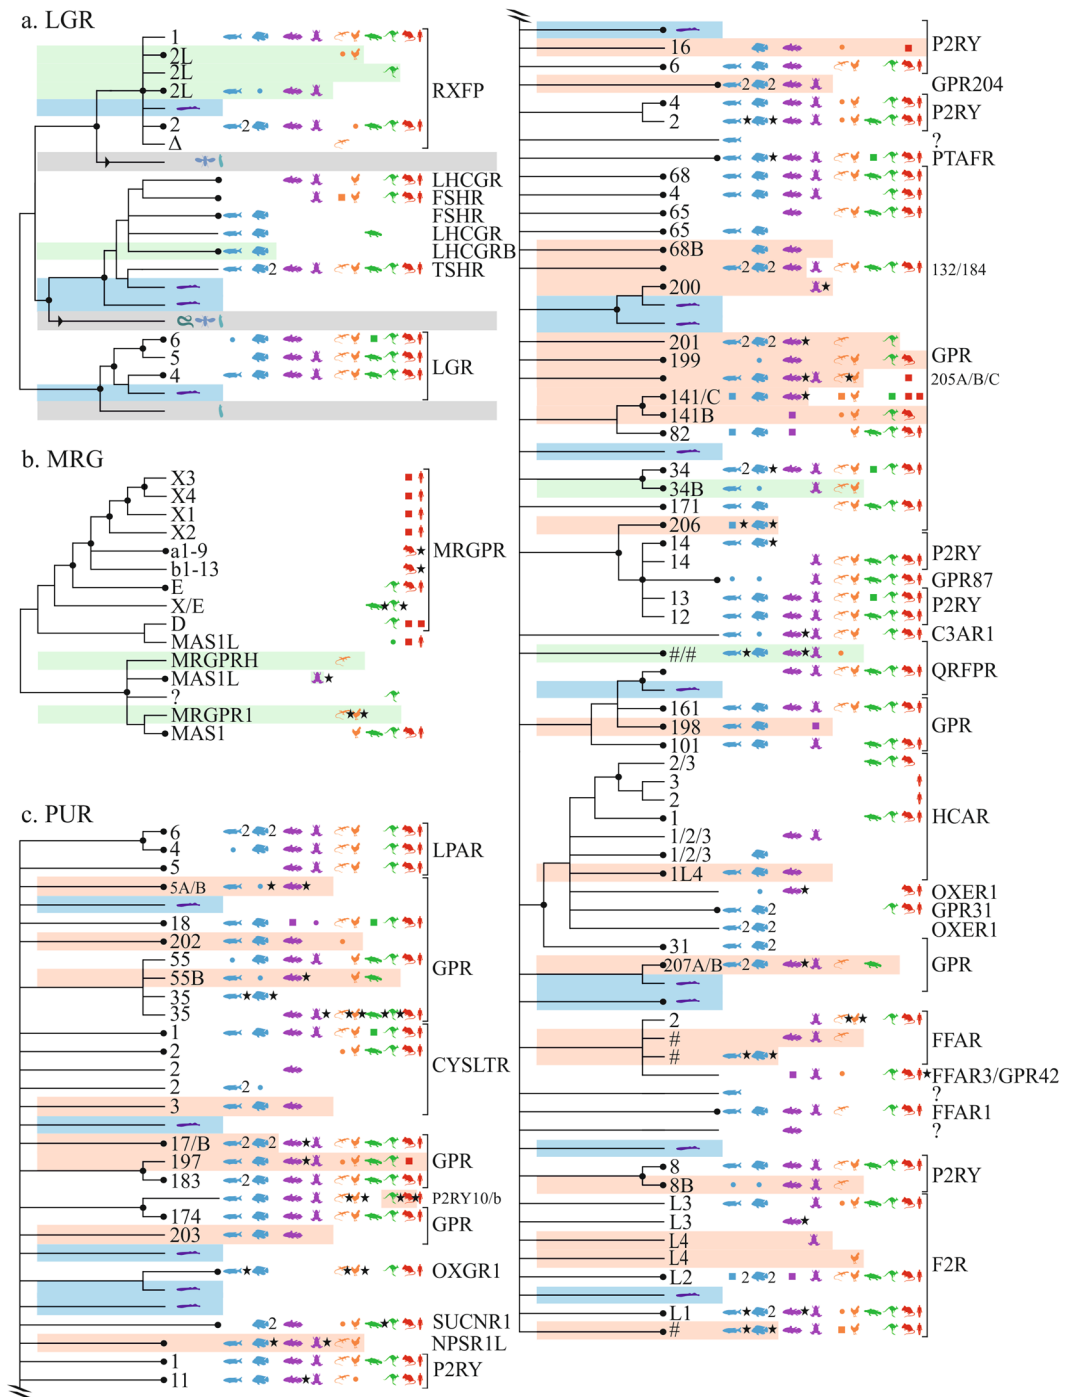 a. LGR
1
2L
2L
2L
2 2
Δ
RXFP
LHCGR
FSHR
FSHR
LHCGR
LHCGRB
2 TSHR
6
5
4
LGR
b. MRG
X3
X4
X1
X2
a1-9
b1-13
E
X/E
D
MRGPR
MAS1L
MRGPRH
MAS1L
?
MRGPR1
MAS1
c. PUR
6 2 2
4
5
LPAR
5A/B
18
202
55
55B
35
35
GPR
1
2
2
2 2
3
CYSLTR
17/B 2 2
197
183 2
GPR
P2RY10/b
174
203
GPR
OXGR1
2 SUCNR1
NPSR1L
1
11
P2RY
16
6
P2RY
2 2 GPR204
4
2
P2RY
?
PTAFR
68
4
65
65
68B
2 2 132/184
200
201 2 2
199
GPR
205A/B/C
141/C
141B
82
34 2
34B
171
206
14
14
P2RY
GPR87
13
12
P2RY
C3AR1
#/#
QRFPR
161
198
101
GPR
2/3
3
2
1
1/2/3
1/2/3
1L4
HCAR
OXER1
2 GPR31
2 2 OXER1
31 2
207A/B 2
GPR
2
#
#
FFAR
FFAR3/GPR42
?
FFAR1
?
8
8B
P2RY
L3
L3
L4
L4
L2 2 2
L1 2
#
F2R